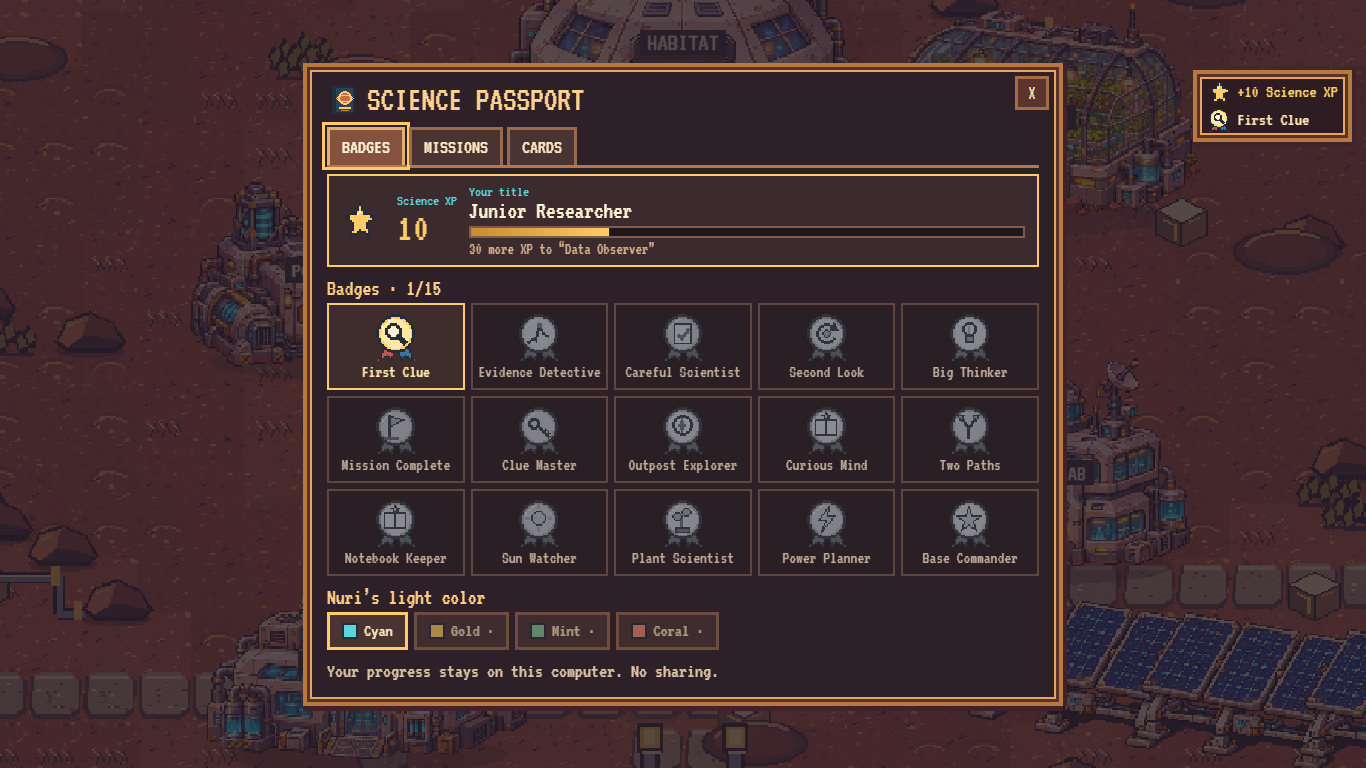 HABITAT
SCIENCE PASSPORT
X
+10 Science XP
First Clue
BADGES
MISSIONS
CARDS
Science XP
10
Your title
Junior Researcher
30 more XP to “Data Observer”
Badges · 1/15
First Clue
Evidence Detective
Careful Scientist
Second Look
Big Thinker
Mission Complete
Clue Master
Outpost Explorer
Curious Mind
Two Paths
Notebook Keeper
Sun Watcher
Plant Scientist
Power Planner
Base Commander
Nuri’s light color
Cyan
Gold ·
Mint ·
Coral ·
Your progress stays on this computer. No sharing.